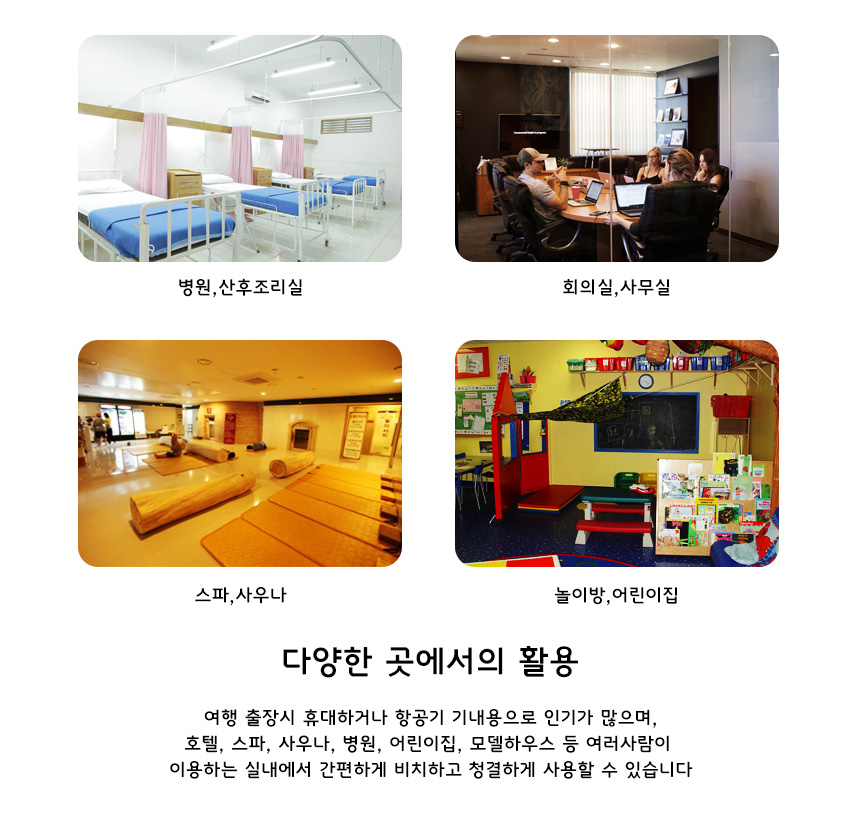 병원,산후조리실
회의실,사무실
스파,사우나
놀이방,어린이집
다양한 곳에서의 활용
여행 출장시 휴대하거나 항공기 기내용으로 인기가 많으며,
호텔, 스파, 사우나, 병원, 어린이집, 모델하우스 등 여러사람이
이용하는 실내에서 간편하게 비치하고 청결하게 사용할 수 있습니다